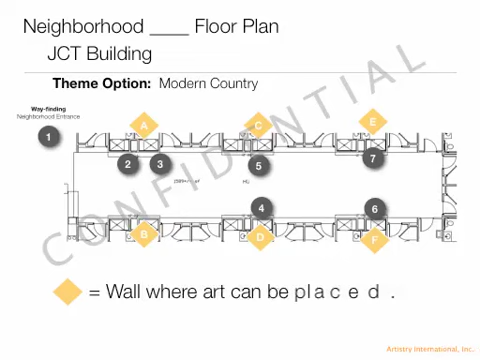 Neighborhood ____ Floor Plan
JCT Building
Theme Option: Modern Country
Way-finding
Neighborhood Entrance
1
A
C
E
2
3
5
7
CONFIDENTIAL
4
6
B
D
F
= Wall where art can be placed.
Artistry International, Inc.